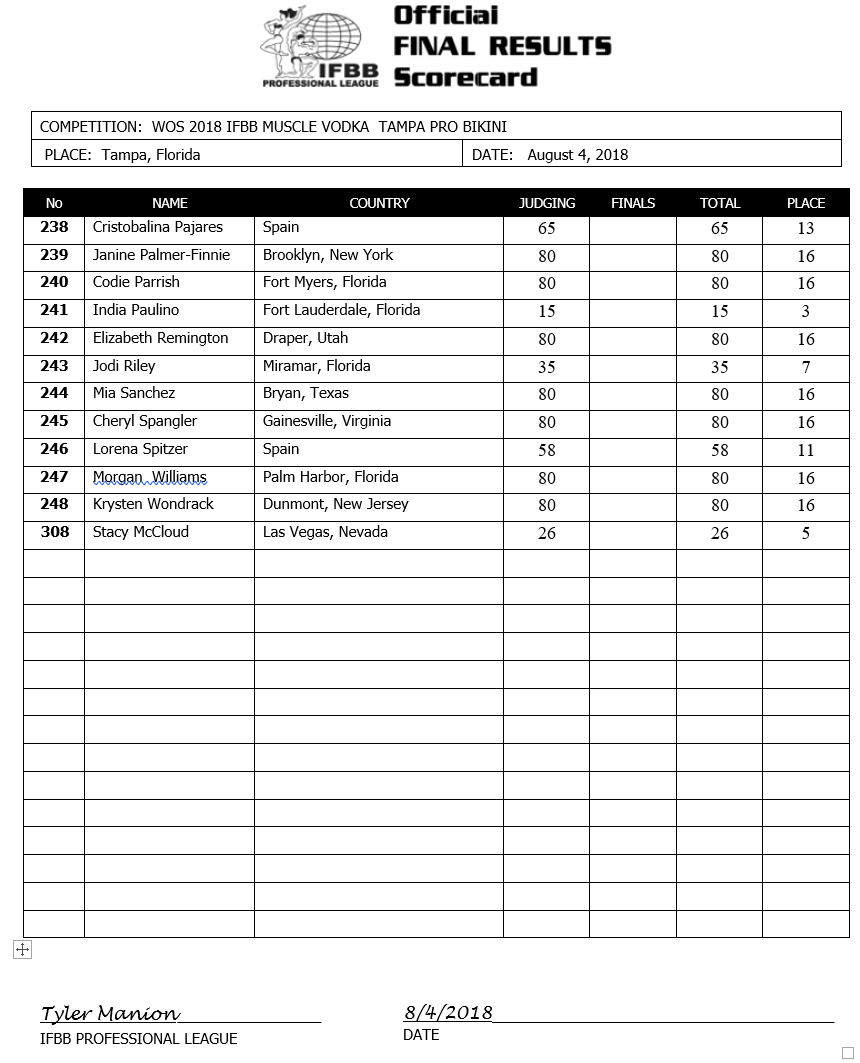 Official
FINAL RESULTS
Scorecard
IFBB
PROFESSIONAL LEAGUE
COMPETITION: WOS 2018 IFBB MUSCLE VODKA TAMPA PRO BIKINI
PLACE: Tampa, Florida DATE: August 4, 2018
No NAME COUNTRY JUDGING FINALS TOTAL PLACE
238 Cristobalina Pajares Spain 65 65 13
239 Janine Palmer-Finnie Brooklyn, New York 80 80 16
240 Codie Parrish Fort Myers, Florida 80 80 16
241 India Paulino Fort Lauderdale, Florida 15 15 3
242 Elizabeth Remington Draper, Utah 80 80 16
243 Jodi Riley Miramar, Florida 35 35 7
244 Mia Sanchez Bryan, Texas 80 80 16
245 Cheryl Spangler Gainesville, Virginia 80 80 16
246 Lorena Spitzer Spain 58 58 11
247 Morgan Williams Palm Harbor, Florida 80 80 16
248 Krysten Wondrack Dunmont, New Jersey 80 80 16
308 Stacy McCloud Las Vegas, Nevada 26 26 5
Tyler Manion 8/4/2018
IFBB PROFESSIONAL LEAGUE DATE